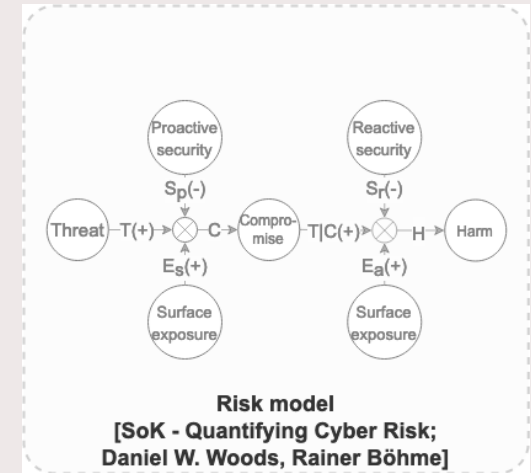 Proactive
security
Reactive
security
Sp(-)
Sr(-)
Threat
T(+)
C
Compro-
mise
T|C(+)
H
Harm
Es(+)
Ea(+)
Surface
exposure
Surface
exposure
Risk model
[SoK - Quantifying Cyber Risk;
Daniel W. Woods, Rainer Böhme]